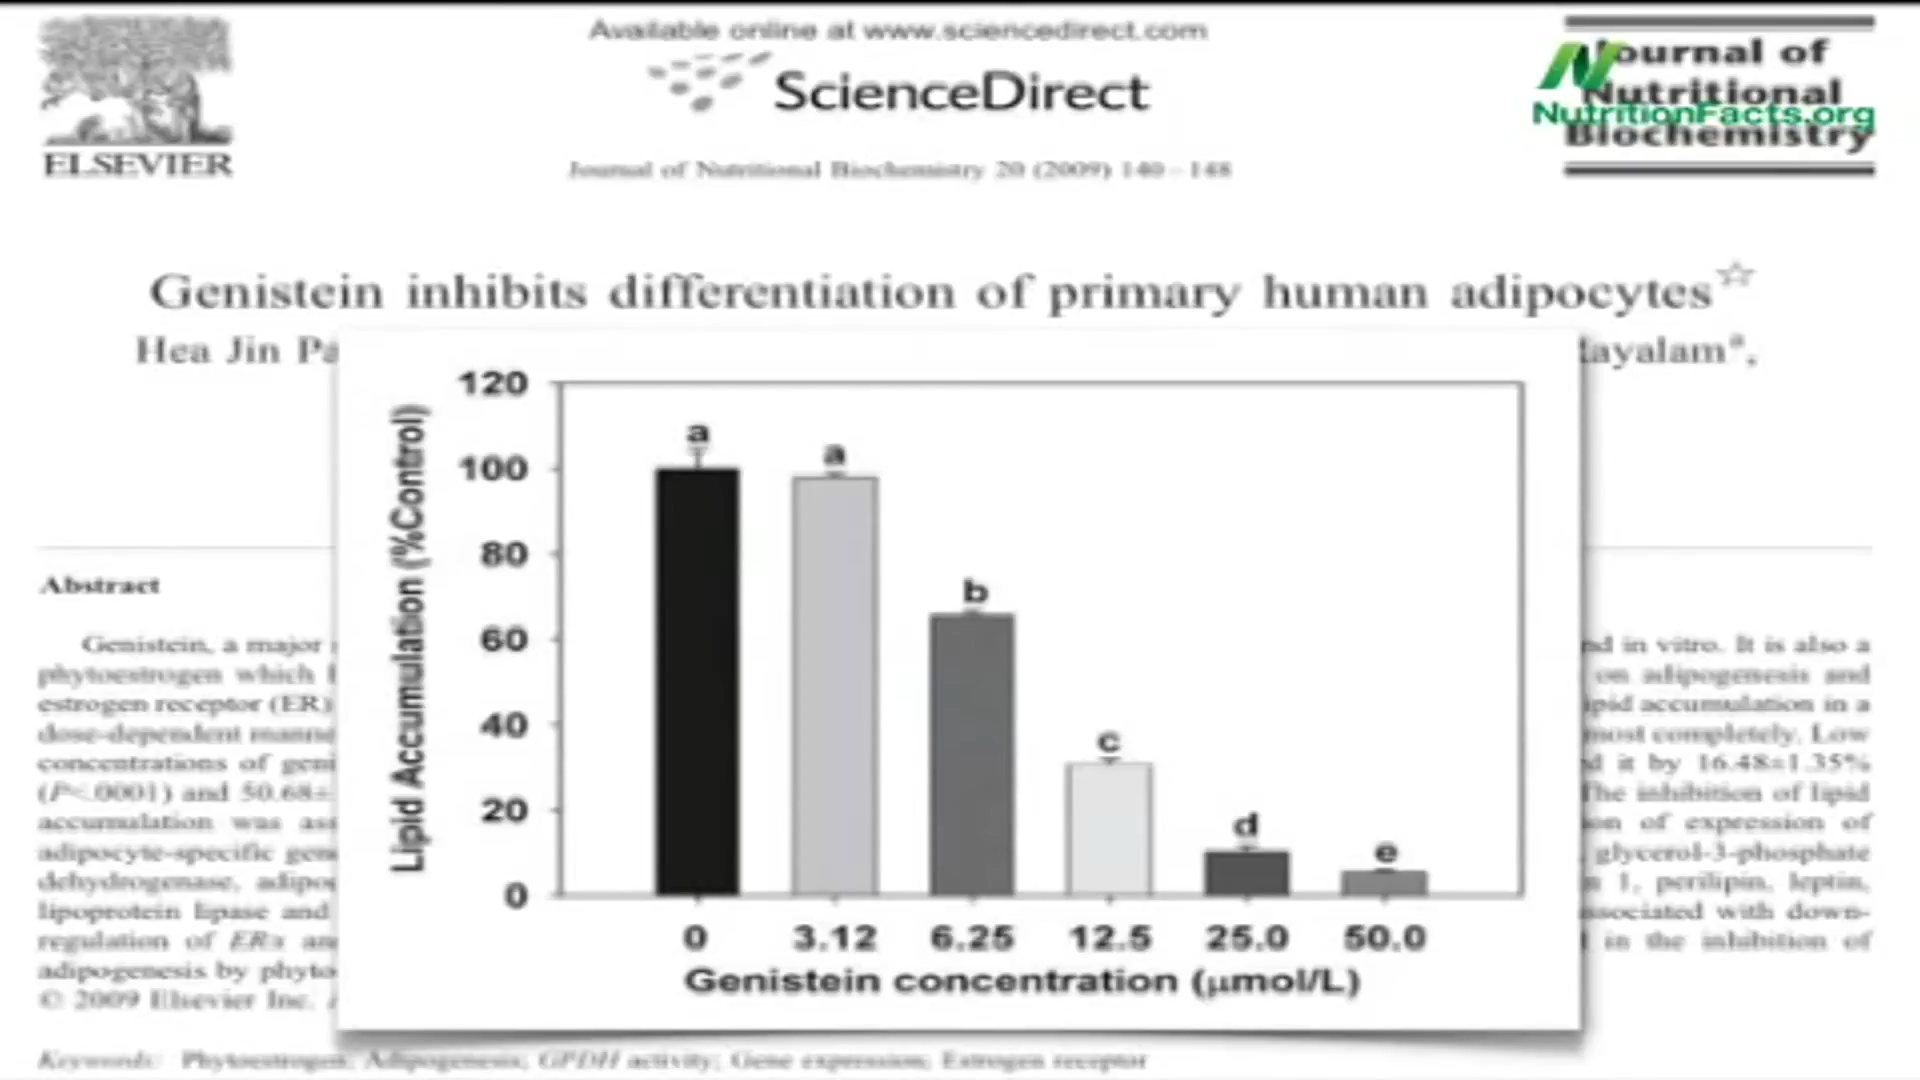 Available online at www.sciencedirect.com
ScienceDirect
ELSEVIER
Journal of
Nutritional
Biochemistry
NutritionFacts.org
Journal of Nutritional Biochemistry 20 (2009) 140–148
Genistein inhibits differentiation of primary human adipocytes☆
Hea Jin Pa
ayalamᵃ,
Abstract
Genistein, a major
phytoestrogen which
estrogen receptor (ER)
dose-dependent manne
concentrations of geni
(P<.0001) and 50.68±
accumulation was ass
adipocyte-specific gen
dehydrogenase, adipo
lipoprotein lipase and
regulation of ERα an
adipogenesis by phyto
© 2009 Elsevier Inc.
nd in vitro. It is also a
on adipogenesis and
ipid accumulation in a
most completely. Low
d it by 16.48±1.35%
The inhibition of lipid
on of expression of
glycerol-3-phosphate
n 1, perilipin, leptin,
ssociated with down-
in the inhibition of
Keywords: Phytoestrogen; Adipogenesis; GPDH activity; Gene expression; Estrogen receptor
Lipid Accumulation (%Control)
120
100
80
60
40
20
0
a
a
b
c
d
e
0 3.12 6.25 12.5 25.0 50.0
Genistein concentration (μmol/L)